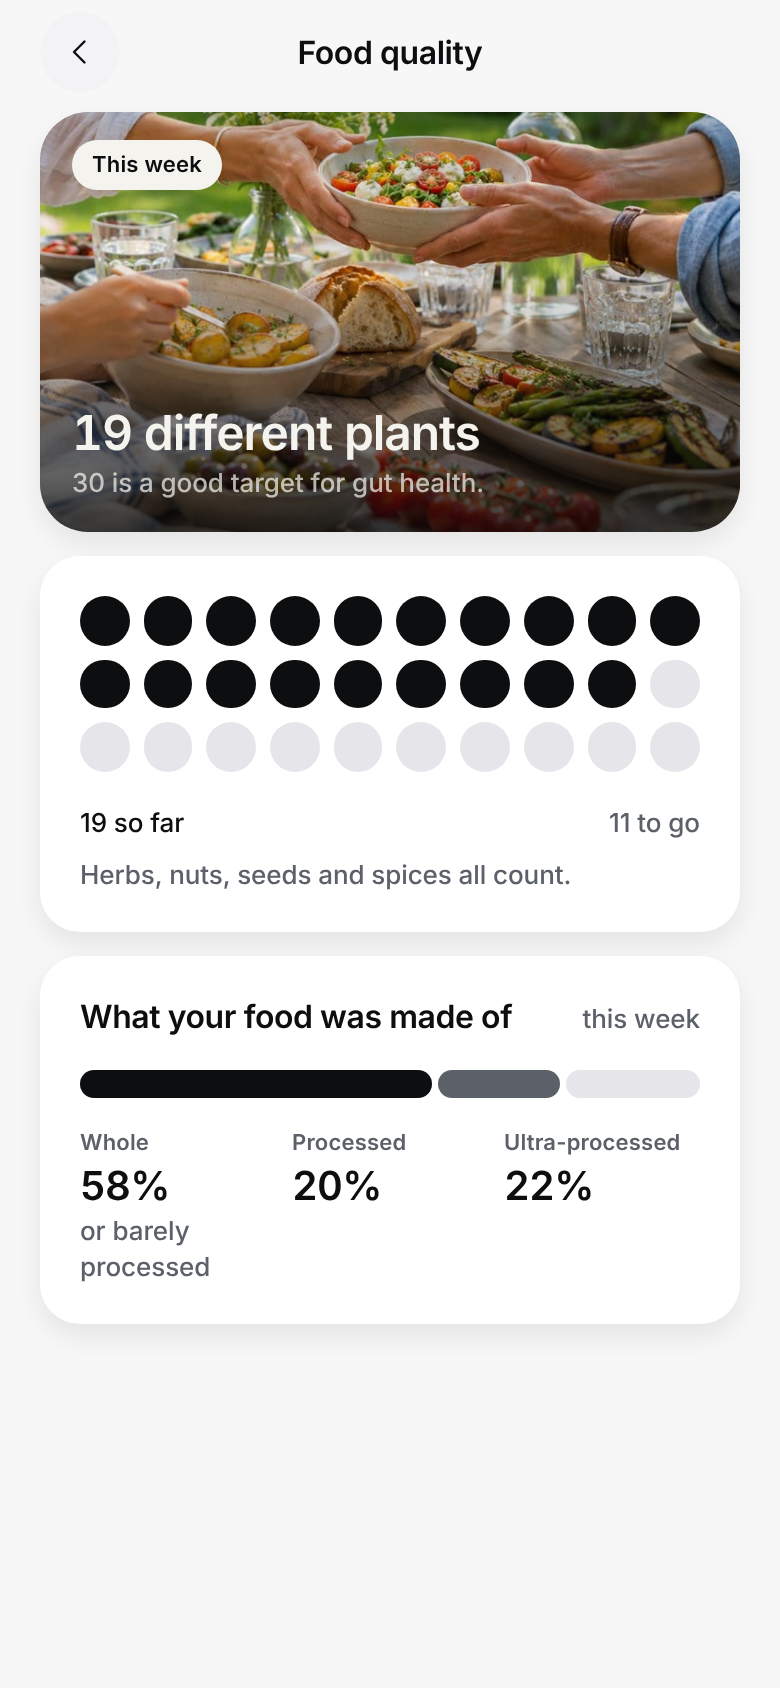 Food quality
This week
19 different plants
30 is a good target for gut health.
19 so far
11 to go
Herbs, nuts, seeds and spices all count.
What your food was made of
this week
Whole
Processed
Ultra-processed
58%
20%
22%
or barely
processed